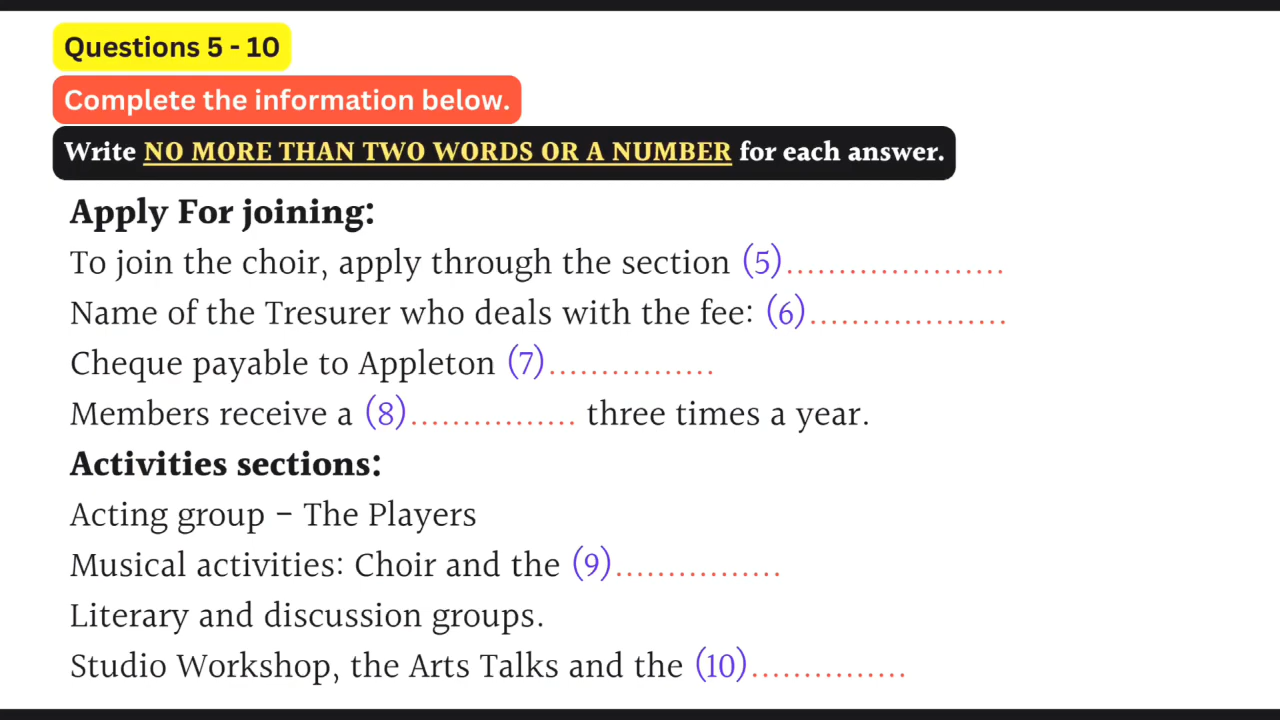 Questions 5 - 10
Complete the information below.
Write NO MORE THAN TWO WORDS OR A NUMBER for each answer.
Apply For joining:
To join the choir, apply through the section (5).....................
Name of the Tresurer who deals with the fee: (6)...................
Cheque payable to Appleton (7)................
Members receive a (8)................ three times a year.
Activities sections:
Acting group – The Players
Musical activities: Choir and the (9)................
Literary and discussion groups.
Studio Workshop, the Arts Talks and the (10)...............